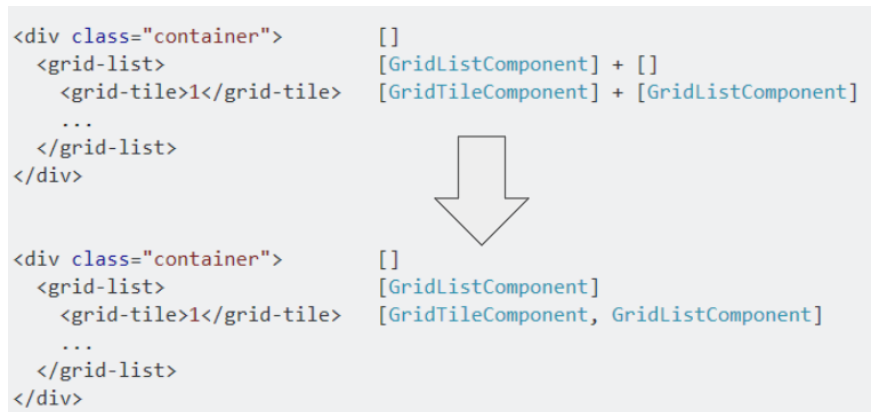 <div class="container">          []
  <grid-list>                    [GridListComponent] + []
    <grid-tile>1</grid-tile>     [GridTileComponent] + [GridListComponent]
    ...
  </grid-list>
</div>
<div class="container">          []
  <grid-list>                    [GridListComponent]
    <grid-tile>1</grid-tile>     [GridTileComponent, GridListComponent]
    ...
  </grid-list>
</div>